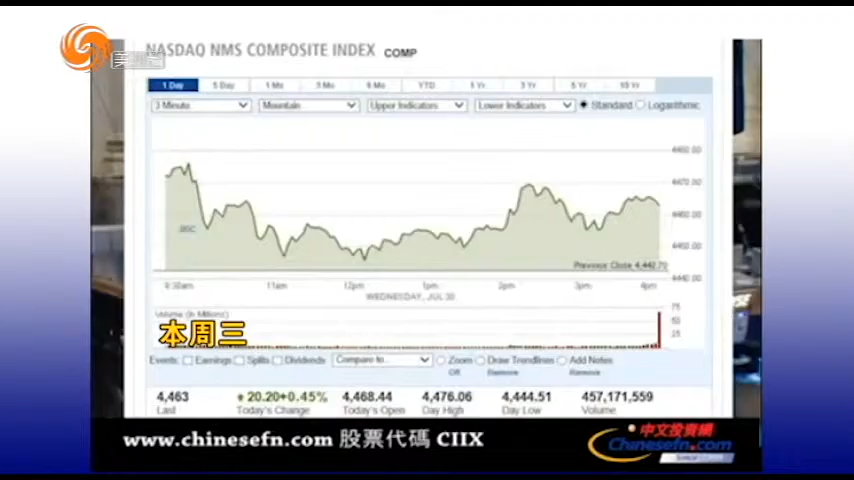 NASDAQ NMS COMPOSITE INDEX COMP
1 Day 5 Day 1 Mo 3 Mo 6 Mo YTD 1 Yr 3 Yr 5 Yr 10 Yr
3 Minute Mountain Upper Indicators Lower Indicators Standard Logarithmic
4480.00
4470.00
4460.00
4450.00
Previous Close 4,442.70
4440.00
9:30am 11am 12pm 1pm 2pm 3pm 4pm
WEDNESDAY, JUL 30
Volume (In Millions)
75
50
25
本周三
Events: Earnings Splits Dividends Compare to... Zoom Draw Trendlines Add Notes
Off Remove Remove
4,463 20.20+0.45% 4,468.44 4,476.06 4,444.51 457,171,559
Last Today's Change Today's Open Day High Day Low Volume
www.chinesefn.com 股票代碼 CIIX
中文投資網
Chinesefn.com